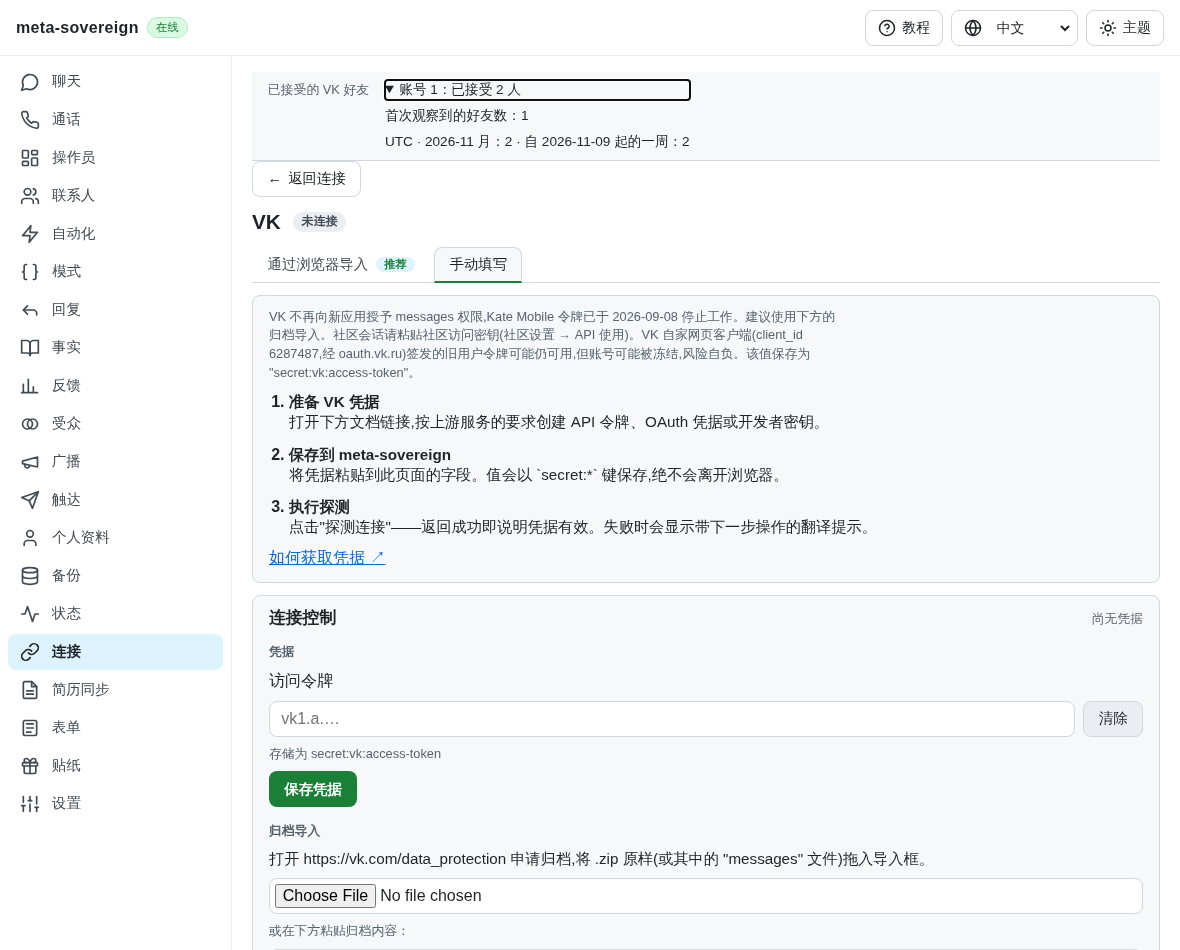 meta-sovereign 在线 教程 中文 主题
聊天
通话
操作员
联系人
自动化
模式
回复
事实
反馈
受众
广播
触达
个人资料
备份
状态
连接
简历同步
表单
贴纸
设置
已接受的 VK 好友 ▼ 账号 1：已接受 2 人
首次观察到的好友数：1
UTC · 2026-11 月：2 · 自 2026-11-09 起的一周：2
← 返回连接
VK 未连接
通过浏览器导入 推荐 手动填写
VK 不再向新应用授予 messages 权限,Kate Mobile 令牌已于 2026-09-08 停止工作。建议使用下方的
归档导入。社区会话请粘贴社区访问密钥(社区设置 → API 使用)。VK 自家网页客户端(client_id
6287487,经 oauth.vk.ru)签发的旧用户令牌可能仍可用,但账号可能被冻结,风险自负。该值保存为
"secret:vk:access-token"。
1. 准备 VK 凭据
打开下方文档链接,按上游服务的要求创建 API 令牌、OAuth 凭据或开发者密钥。
2. 保存到 meta-sovereign
将凭据粘贴到此页面的字段。值会以 `secret:*` 键保存,绝不会离开浏览器。
3. 执行探测
点击"探测连接"——返回成功即说明凭据有效。失败时会显示带下一步操作的翻译提示。
如何获取凭据 ↗
连接控制 尚无凭据
凭据
访问令牌
vk1.a.… 清除
存储为 secret:vk:access-token
保存凭据
归档导入
打开 https://vk.com/data_protection 申请归档,将 .zip 原样(或其中的 "messages" 文件)拖入导入框。
Choose File No file chosen
或在下方粘贴归档内容：